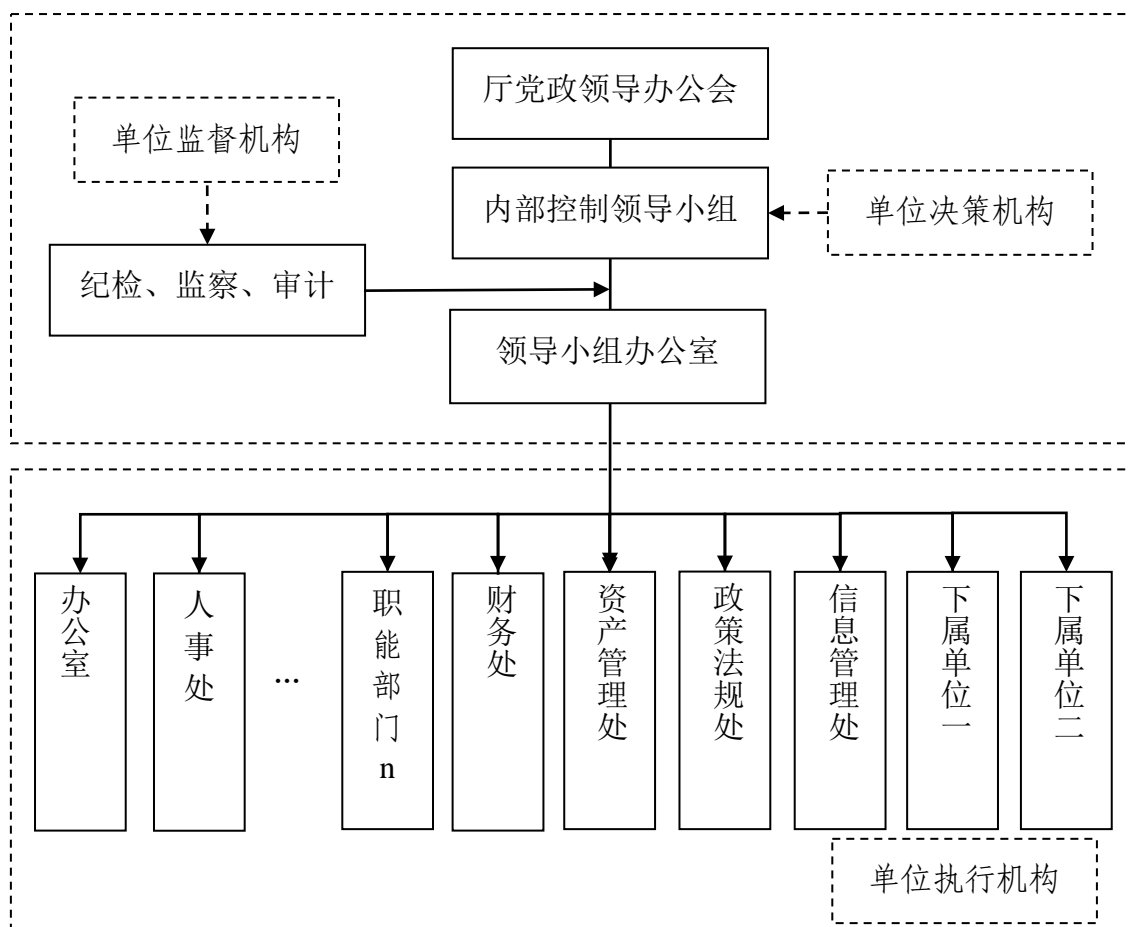 厅党政领导办公会
单位监督机构
内部控制领导小组
单位决策机构
纪检、监察、审计
领导小组办公室
办公室
人事处
...
职能部门n
财务处
资产管理处
政策法规处
信息管理处
下属单位一
下属单位二
单位执行机构